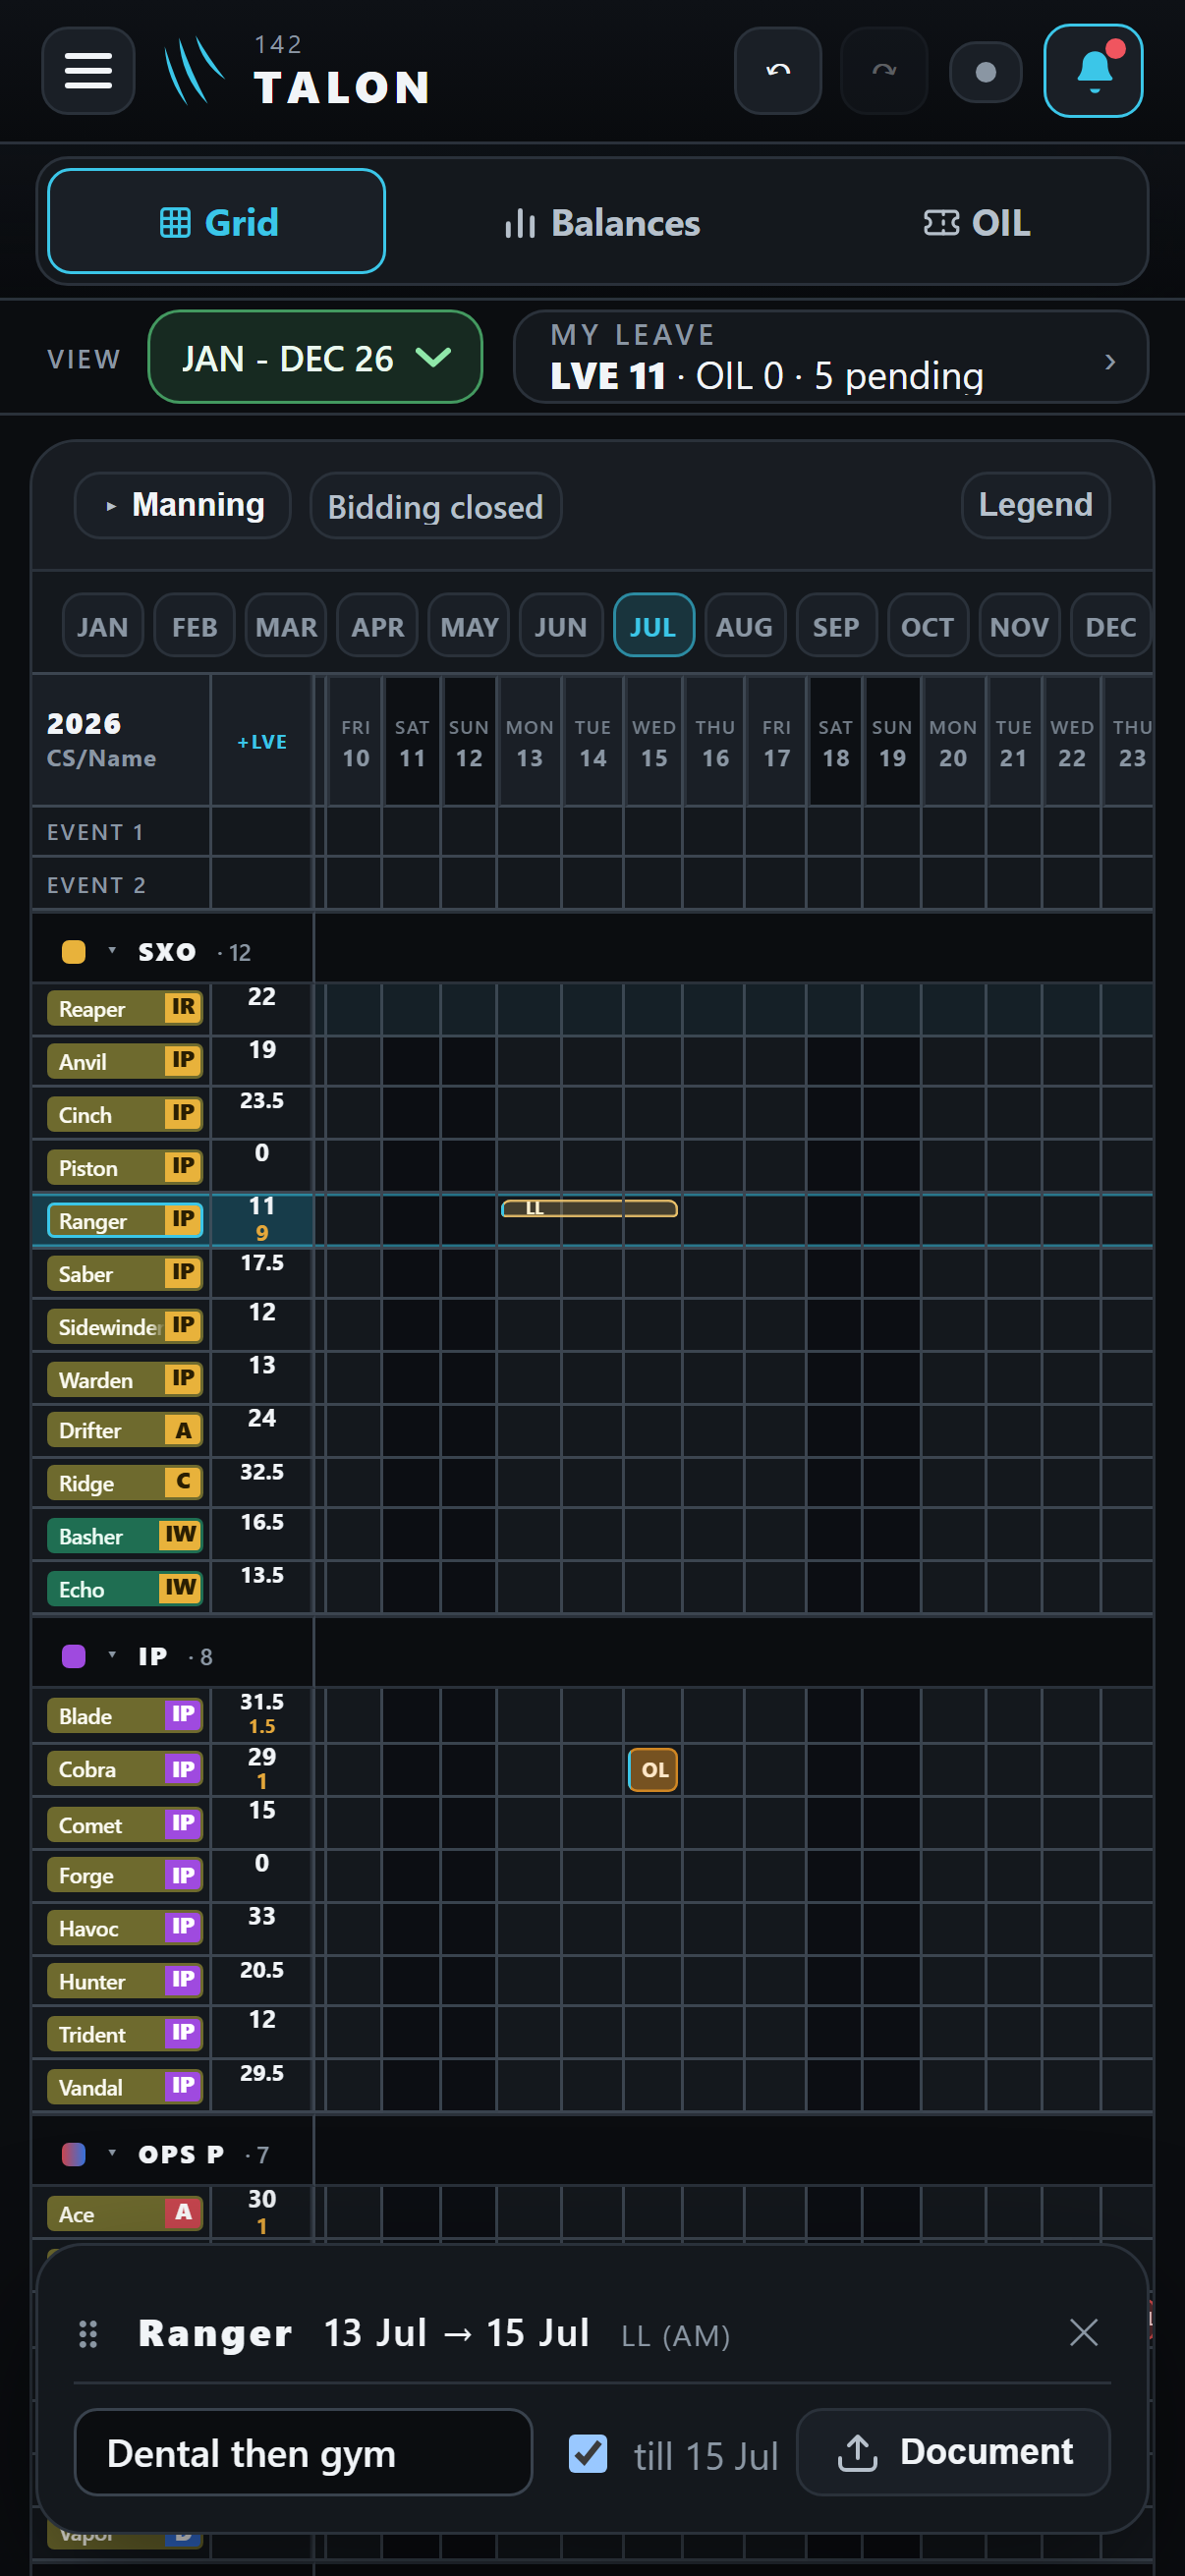 142
TALON
Grid
Balances
OIL
VIEW
JAN - DEC 26
MY LEAVE
LVE 11 · OIL 0 · 5 pending
Manning
Bidding closed
Legend
JAN FEB MAR APR MAY JUN JUL AUG SEP OCT NOV DEC
2026
CS/Name
+LVE
FRI SAT SUN MON TUE WED THU FRI SAT SUN MON TUE WED THU
10 11 12 13 14 15 16 17 18 19 20 21 22 23
EVENT 1
EVENT 2
SXO · 12
Reaper IR 22
Anvil IP 19
Cinch IP 23.5
Piston IP 0
Ranger IP 11
9
LL
Saber IP 17.5
Sidewinder IP 12
Warden IP 13
Drifter A 24
Ridge C 32.5
Basher IW 16.5
Echo IW 13.5
IP · 8
Blade IP 31.5
1.5
Cobra IP 29
1
OL
Comet IP 15
Forge IP 0
Havoc IP 33
Hunter IP 20.5
Trident IP 12
Vandal IP 29.5
OPS P · 7
Ace A 30
1
Ranger 13 Jul → 15 Jul LL (AM)
Dental then gym
till 15 Jul
Document